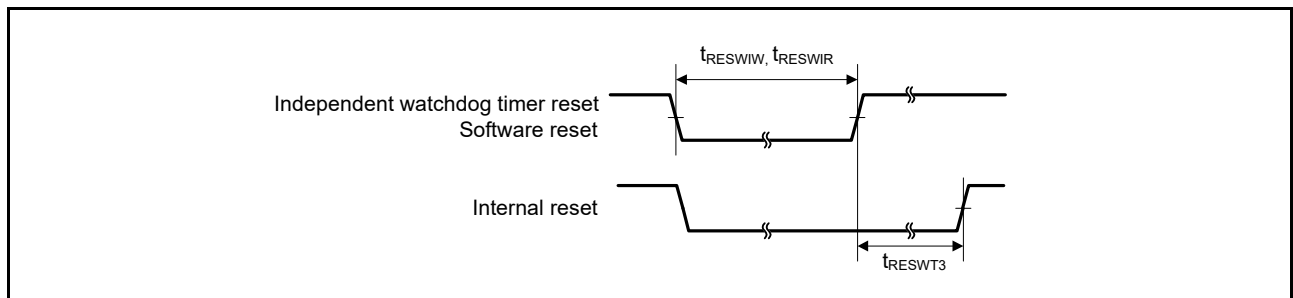 tRESWIW, tRESWIR
Independent watchdog timer reset
Software reset
Internal reset
tRESWT3